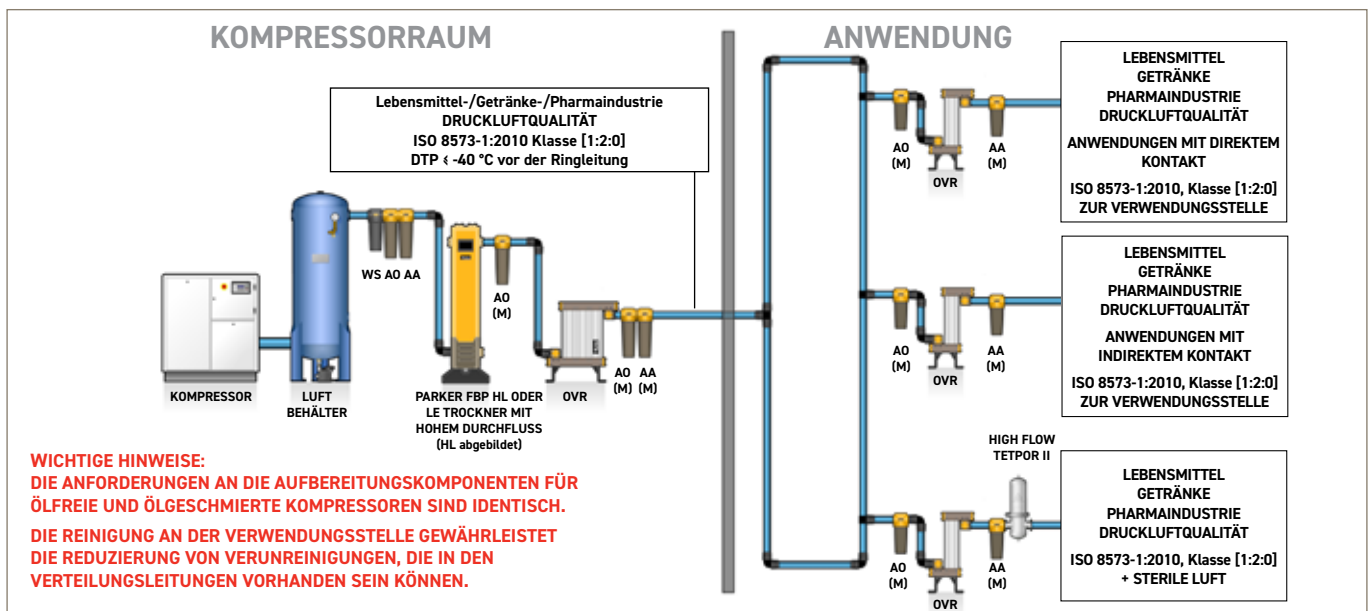 KOMPRESSORRAUM
ANWENDUNG
Lebensmittel-/Getränke-/Pharmaindustrie
DRUCKLUFTQUALITÄT
ISO 8573-1:2010 Klasse [1:2:0]
DTP ≤ -40 °C vor der Ringleitung
WS AO AA
AO
(M)
KOMPRESSOR
LUFT
BEHÄLTER
PARKER FBP HL ODER
LE TROCKNER MIT
HOHEM DURCHFLUSS
(HL abgebildet)
OVR
AO
(M)
AA
(M)
AO
(M)
OVR
AA
(M)
LEBENSMITTEL
GETRÄNKE
PHARMAINDUSTRIE
DRUCKLUFTQUALITÄT
ANWENDUNGEN MIT DIREKTEM
KONTAKT
ISO 8573-1:2010, Klasse [1:2:0]
ZUR VERWENDUNGSSTELLE
AO
(M)
OVR
AA
(M)
LEBENSMITTEL
GETRÄNKE
PHARMAINDUSTRIE
DRUCKLUFTQUALITÄT
ANWENDUNGEN MIT
INDIREKTEM KONTAKT
ISO 8573-1:2010, Klasse [1:2:0]
ZUR VERWENDUNGSSTELLE
HIGH FLOW
TETPOR II
AO
(M)
OVR
AA
(M)
LEBENSMITTEL
GETRÄNKE
PHARMAINDUSTRIE
DRUCKLUFTQUALITÄT
ISO 8573-1:2010, Klasse [1:2:0]
+ STERILE LUFT
WICHTIGE HINWEISE:
DIE ANFORDERUNGEN AN DIE AUFBEREITUNGSKOMPONENTEN FÜR
ÖLFREIE UND ÖLGESCHMIERTE KOMPRESSOREN SIND IDENTISCH.
DIE REINIGUNG AN DER VERWENDUNGSSTELLE GEWÄHRLEISTET
DIE REDUZIERUNG VON VERUNREINIGUNGEN, DIE IN DEN
VERTEILUNGSLEITUNGEN VORHANDEN SEIN KÖNNEN.